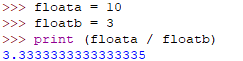 >>> floata = 10
>>> floatb = 3
>>> print (floata / floatb)
3.3333333333333335